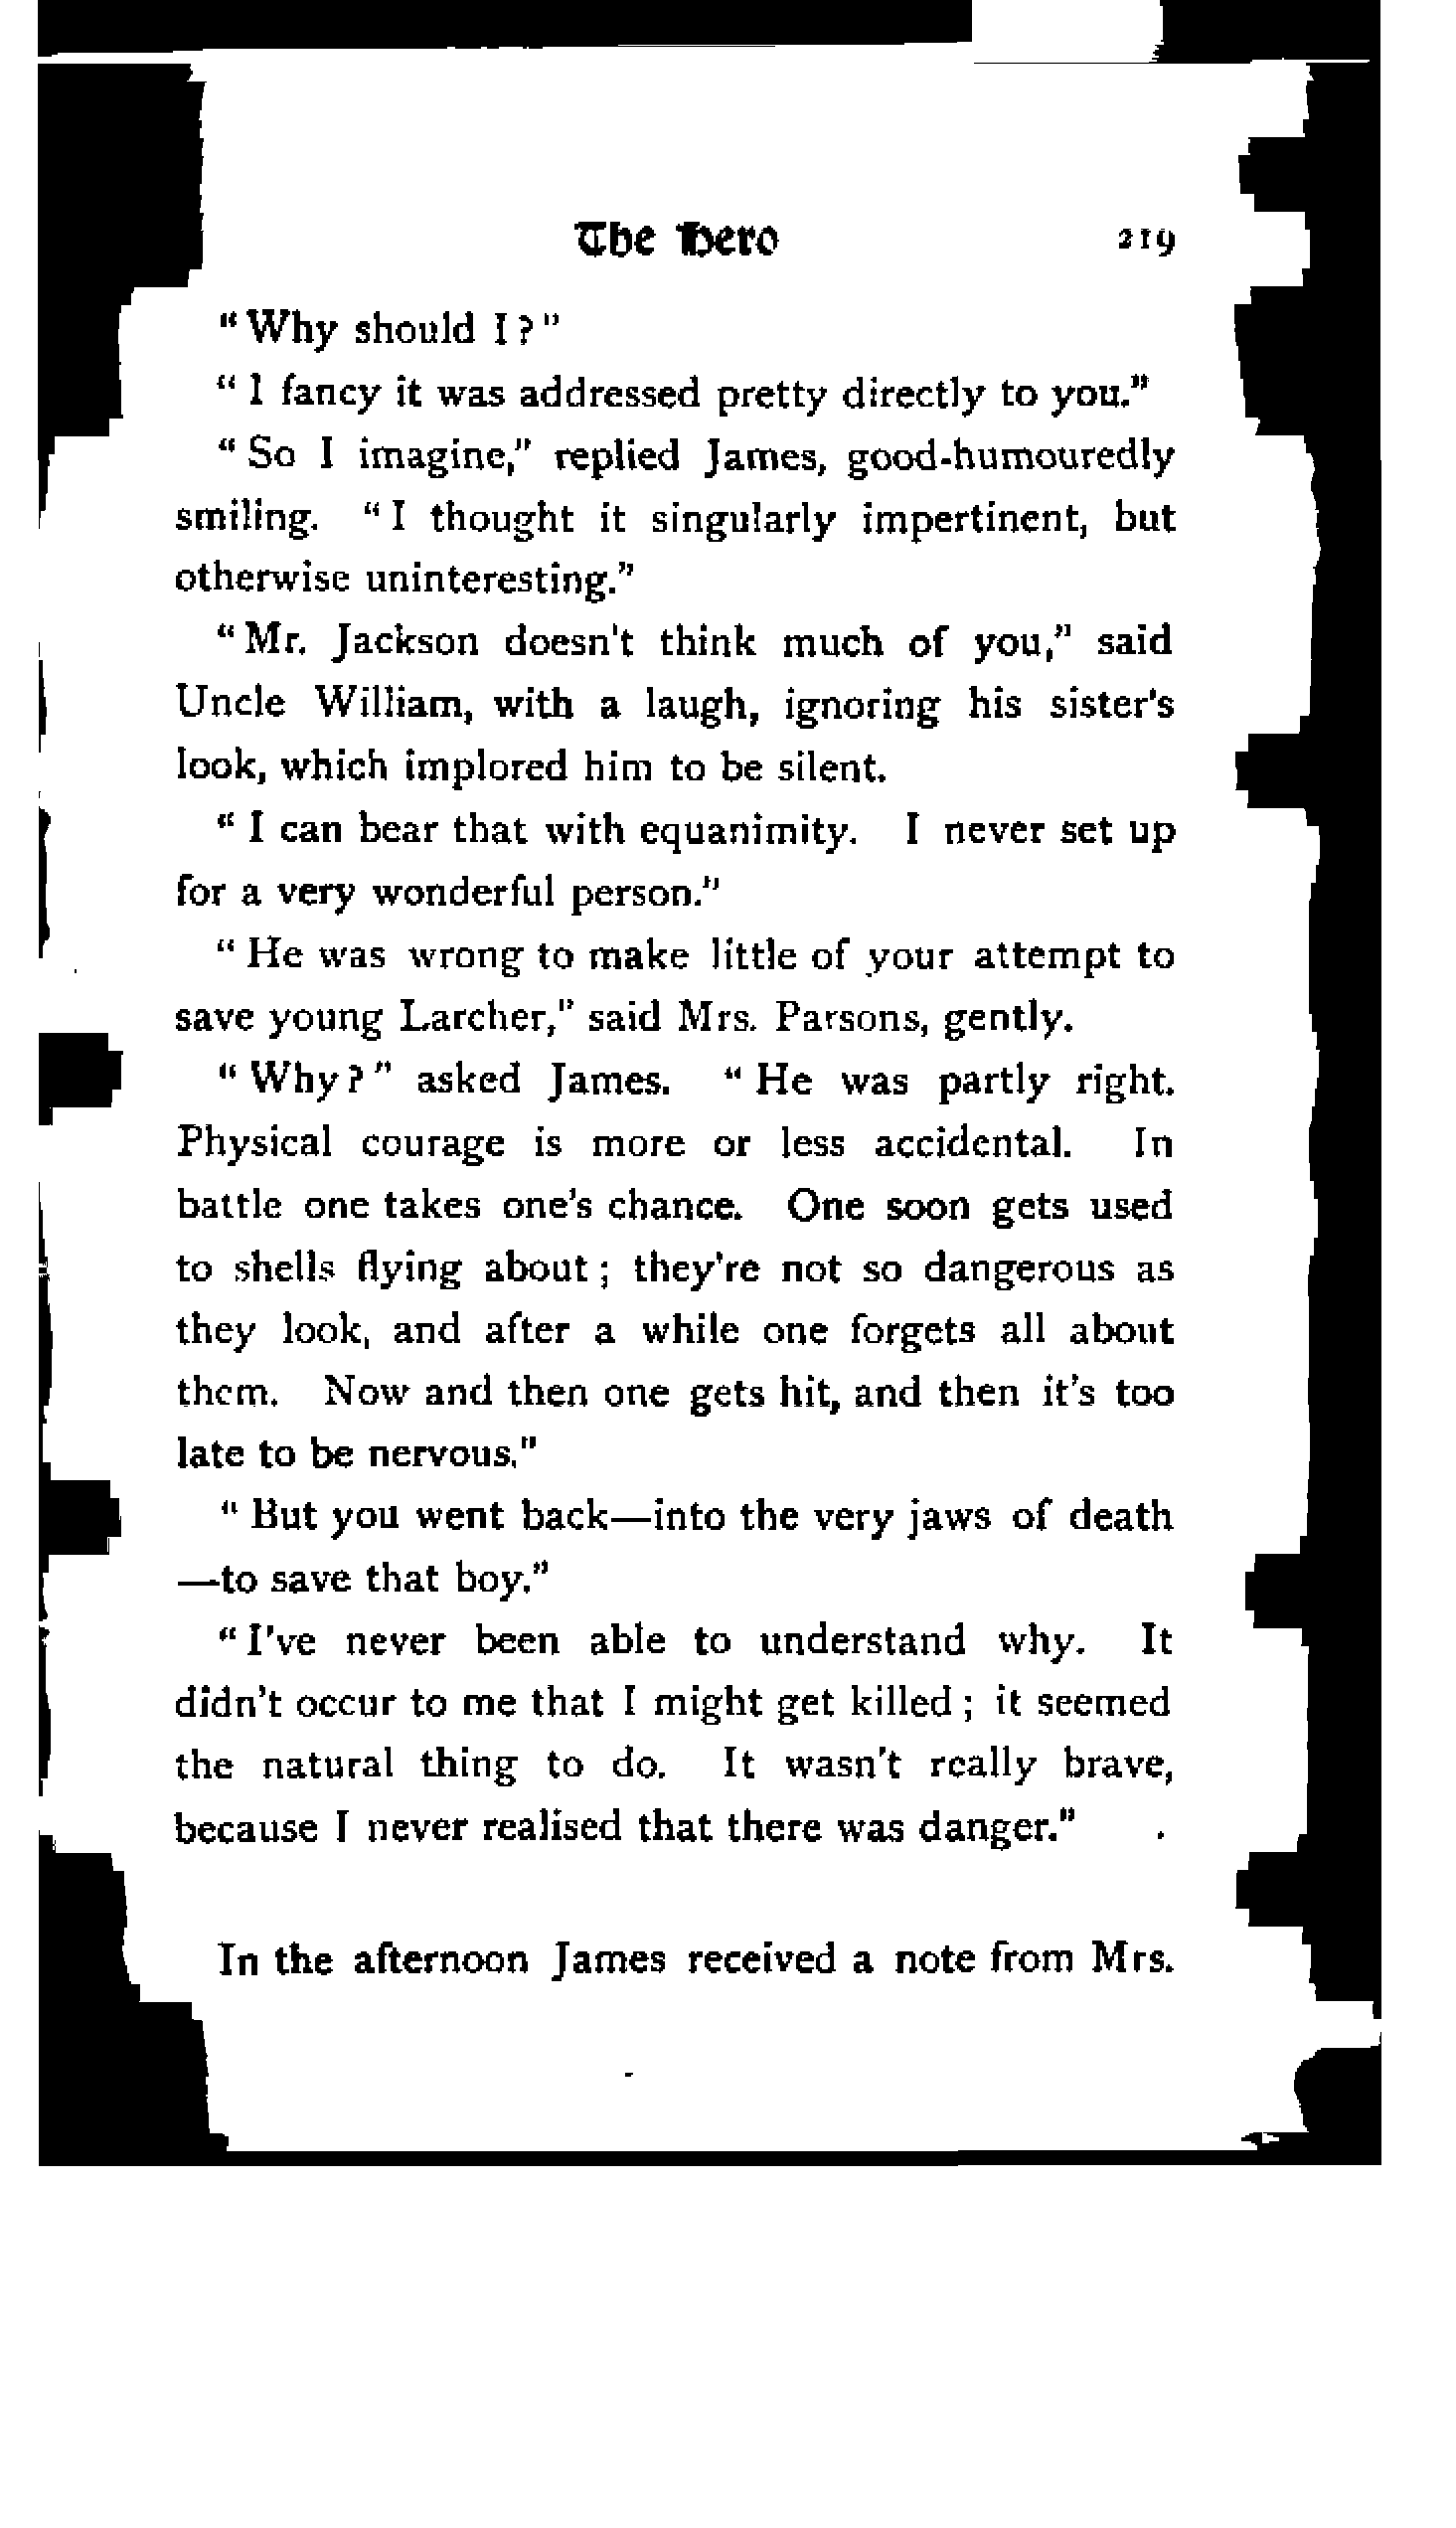 The Hero 219
“Why should I?”
“I fancy it was addressed pretty directly to you.”
“So I imagine,” replied James, good-humouredly
smiling. “I thought it singularly impertinent, but
otherwise uninteresting.”
“Mr. Jackson doesn't think much of you,” said
Uncle William, with a laugh, ignoring his sister's
look, which implored him to be silent.
“I can bear that with equanimity. I never set up
for a very wonderful person.”
“He was wrong to make little of your attempt to
save young Larcher,” said Mrs. Parsons, gently.
“Why?” asked James. “He was partly right.
Physical courage is more or less accidental. In
battle one takes one's chance. One soon gets used
to shells flying about; they're not so dangerous as
they look, and after a while one forgets all about
them. Now and then one gets hit, and then it's too
late to be nervous.”
“But you went back—into the very jaws of death
—to save that boy.”
“I've never been able to understand why. It
didn't occur to me that I might get killed; it seemed
the natural thing to do. It wasn't really brave,
because I never realised that there was danger.”
In the afternoon James received a note from Mrs.